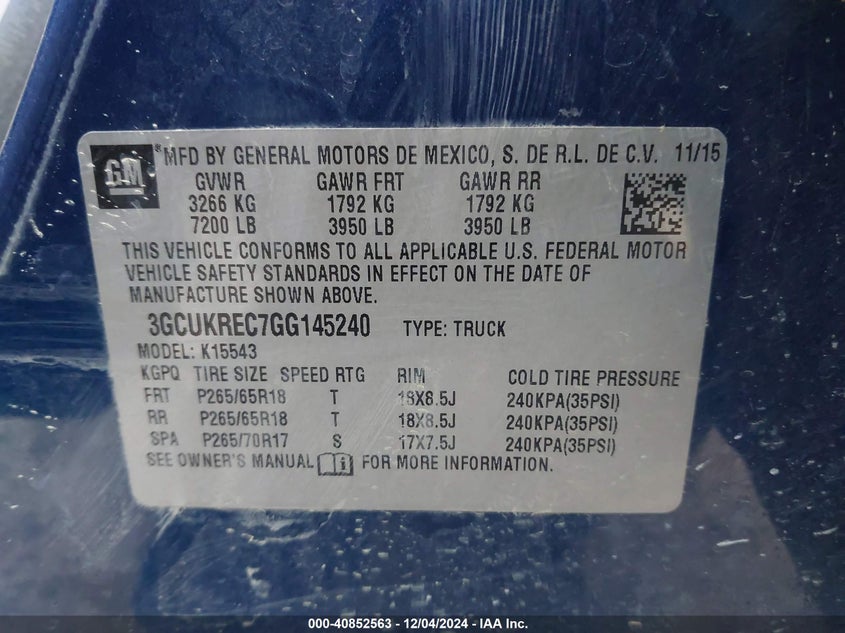 GM ® MFD BY GENERAL MOTORS DE MEXICO, S. DE R.L. DE C.V. 11/15
GVWR GAWR FRT GAWR RR
3266 KG 1792 KG 1792 KG
7200 LB 3950 LB 3950 LB
THIS VEHICLE CONFORMS TO ALL APPLICABLE U.S. FEDERAL MOTOR
VEHICLE SAFETY STANDARDS IN EFFECT ON THE DATE OF
MANUFACTURE SHOWN ABOVE.
3GCUKREC7GG145240 TYPE: TRUCK
MODEL: K15543
KGPQ TIRE SIZE SPEED RTG RIM COLD TIRE PRESSURE
FRT P265/65R18 T 18X8.5J 240KPA(35PSI)
RR P265/65R18 T 18X8.5J 240KPA(35PSI)
SPA P265/70R17 S 17X7.5J 240KPA(35PSI)
SEE OWNER'S MANUAL i FOR MORE INFORMATION.
000-40852563 - 12/04/2024 - IAA Inc.